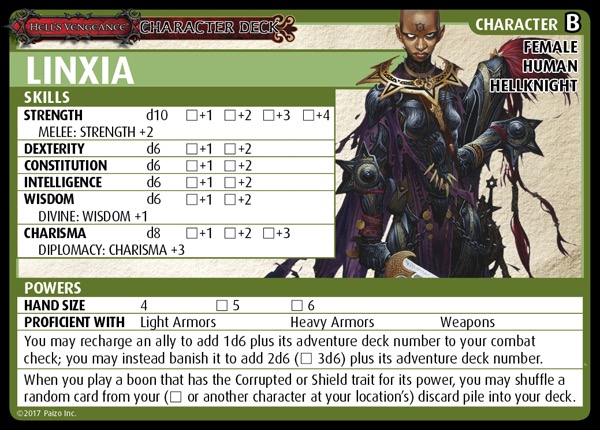 HELL'S VENGEANCE CHARACTER DECK CHARACTER B
LINXIA
FEMALE
HUMAN
HELLKNIGHT
SKILLS
STRENGTH d10 □+1 □+2 □+3 □+4
MELEE: STRENGTH +2
DEXTERITY d6 □+1 □+2
CONSTITUTION d6 □+1 □+2
INTELLIGENCE d6 □+1 □+2
WISDOM d6 □+1 □+2
DIVINE: WISDOM +1
CHARISMA d8 □+1 □+2 □+3
DIPLOMACY: CHARISMA +3
POWERS
HAND SIZE 4 □ 5 □ 6
PROFICIENT WITH Light Armors Heavy Armors Weapons
You may recharge an ally to add 1d6 plus its adventure deck number to your combat
check; you may instead banish it to add 2d6 (□ 3d6) plus its adventure deck number.
When you play a boon that has the Corrupted or Shield trait for its power, you may shuffle a
random card from your (□ or another character at your location's) discard pile into your deck.
©2017 Paizo Inc.